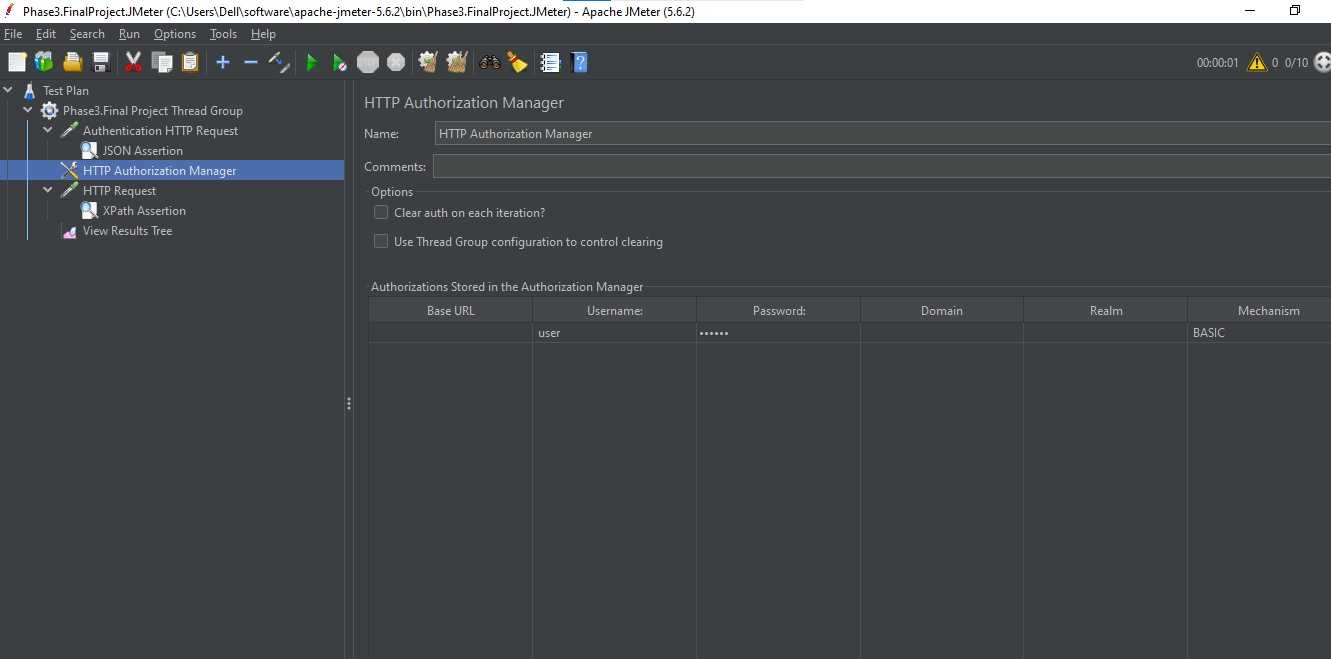 Phase3.FinalProject.JMeter (C:\Users\Dell\software\apache-jmeter-5.6.2\bin\Phase3.FinalProject.JMeter) - Apache JMeter (5.6.2)
File Edit Search Run Options Tools Help
STOP ? 00:00:01 0 0/10
Test Plan
Phase3.Final Project Thread Group
Authentication HTTP Request
JSON Assertion
HTTP Authorization Manager
HTTP Request
XPath Assertion
View Results Tree
HTTP Authorization Manager
Name: HTTP Authorization Manager
Comments:
Options
Clear auth on each iteration?
Use Thread Group configuration to control clearing
Authorizations Stored in the Authorization Manager
Base URL Username: Password: Domain Realm Mechanism
user •••••• BASIC